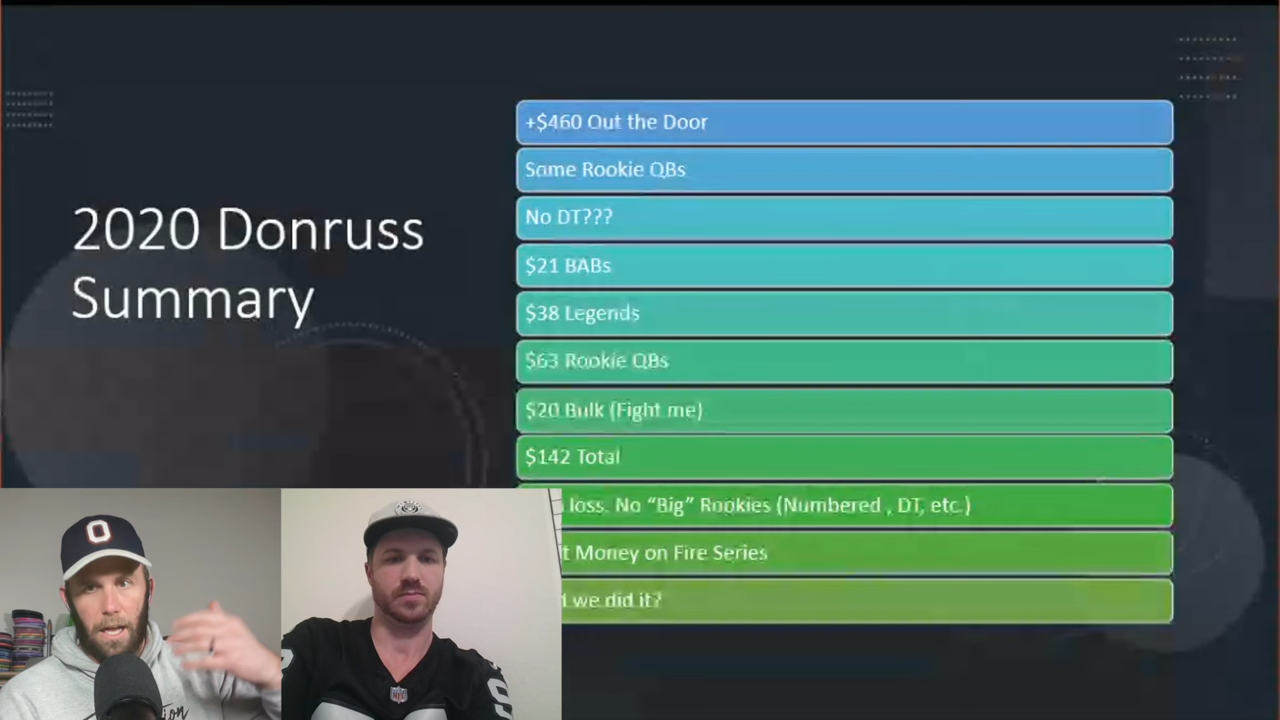 2020 Donruss
Summary
+$460 Out the Door
Some Rookie QBs
No DT???
$21 BABs
$38 Legends
$63 Rookie QBs
$20 Bulk (Fight me)
$142 Total
loss. No “Big” Rookies (Numbered , DT, etc.)
Money on Fire Series
we did it?
O
NFL